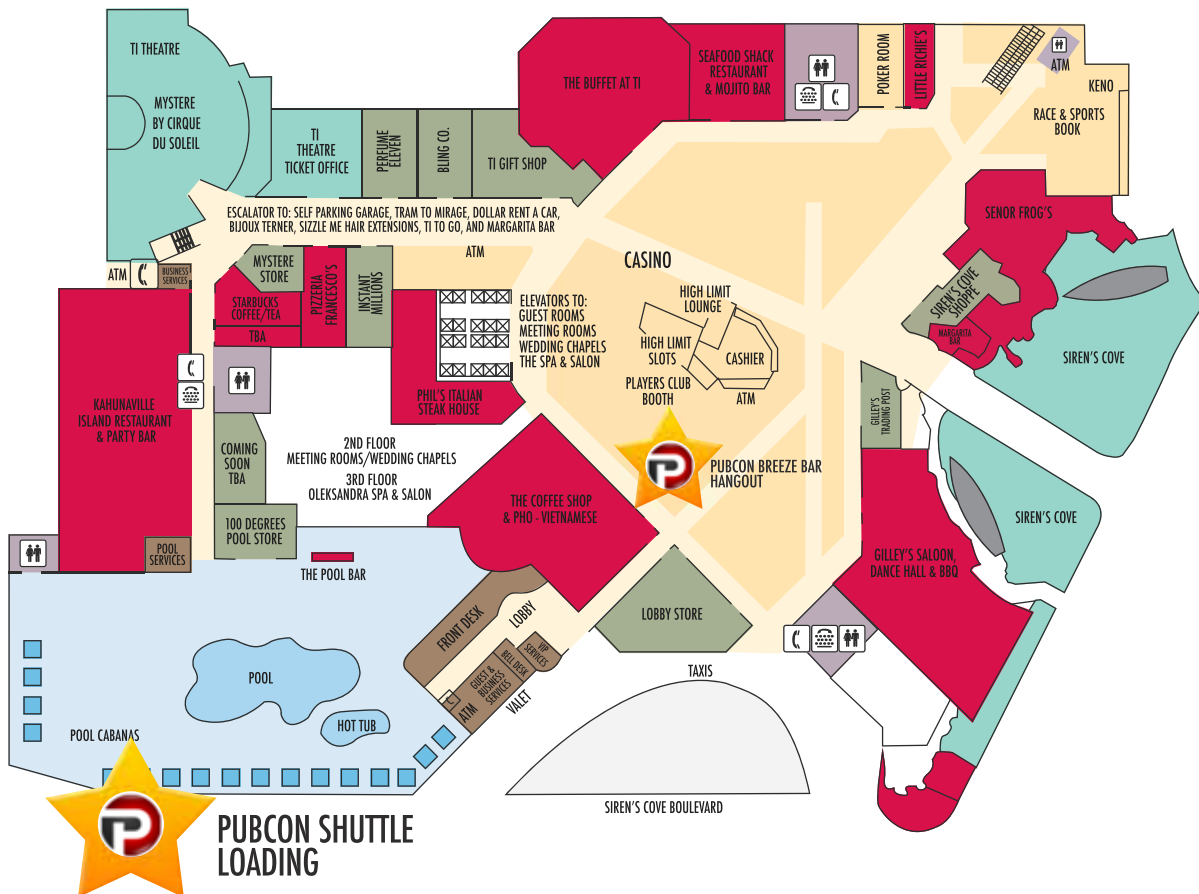 TI THEATRE
MYSTERE
BY CIRQUE
DU SOLEIL
TI
THEATRE
TICKET OFFICE
PERFUME
ELEVEN
BLING CO.
TI GIFT SHOP
THE BUFFET AT TI
SEAFOOD SHACK
RESTAURANT
& MOJITO BAR
POKER ROOM
LITTLE RICHIE'S
ATM
KENO
RACE & SPORTS
BOOK
ESCALATOR TO: SELF PARKING GARAGE, TRAM TO MIRAGE, DOLLAR RENT A CAR,
BIJOUX TERNER, SIZZLE ME HAIR EXTENSIONS, TI TO GO, AND MARGARITA BAR
ATM
SENOR FROG'S
SIREN'S COVE
SHOPPE
MARGARITA
BAR
SIREN'S COVE
ATM
BUSINESS
SERVICES
MYSTERE
STORE
STARBUCKS
COFFEE/TEA
TBA
PIZZERIA
FRANCESCO'S
INSTANT
MILLIONS
CASINO
ELEVATORS TO:
GUEST ROOMS
MEETING ROOMS
WEDDING CHAPELS
THE SPA & SALON
HIGH LIMIT
LOUNGE
HIGH LIMIT
SLOTS
CASHIER
PLAYERS CLUB
BOOTH
ATM
KAHUNAVILLE
ISLAND RESTAURANT
& PARTY BAR
PHIL'S ITALIAN
STEAK HOUSE
GILLEY'S
TRADING POST
COMING
SOON
TBA
2ND FLOOR
MEETING ROOMS/WEDDING CHAPELS
3RD FLOOR
OLEKSANDRA SPA & SALON
P
PUBCON BREEZE BAR
HANGOUT
THE COFFEE SHOP
& PHO - VIETNAMESE
SIREN'S COVE
100 DEGREES
POOL STORE
POOL
SERVICES
THE POOL BAR
GILLEY'S SALOON,
DANCE HALL & BBQ
FRONT DESK
LOBBY
LOBBY STORE
VIP
SERVICES
BELL DESK
GUEST &
BUSINESS
SERVICES
ATM
VALET
TAXIS
POOL
HOT TUB
POOL CABANAS
SIREN'S COVE BOULEVARD
P
PUBCON SHUTTLE
LOADING